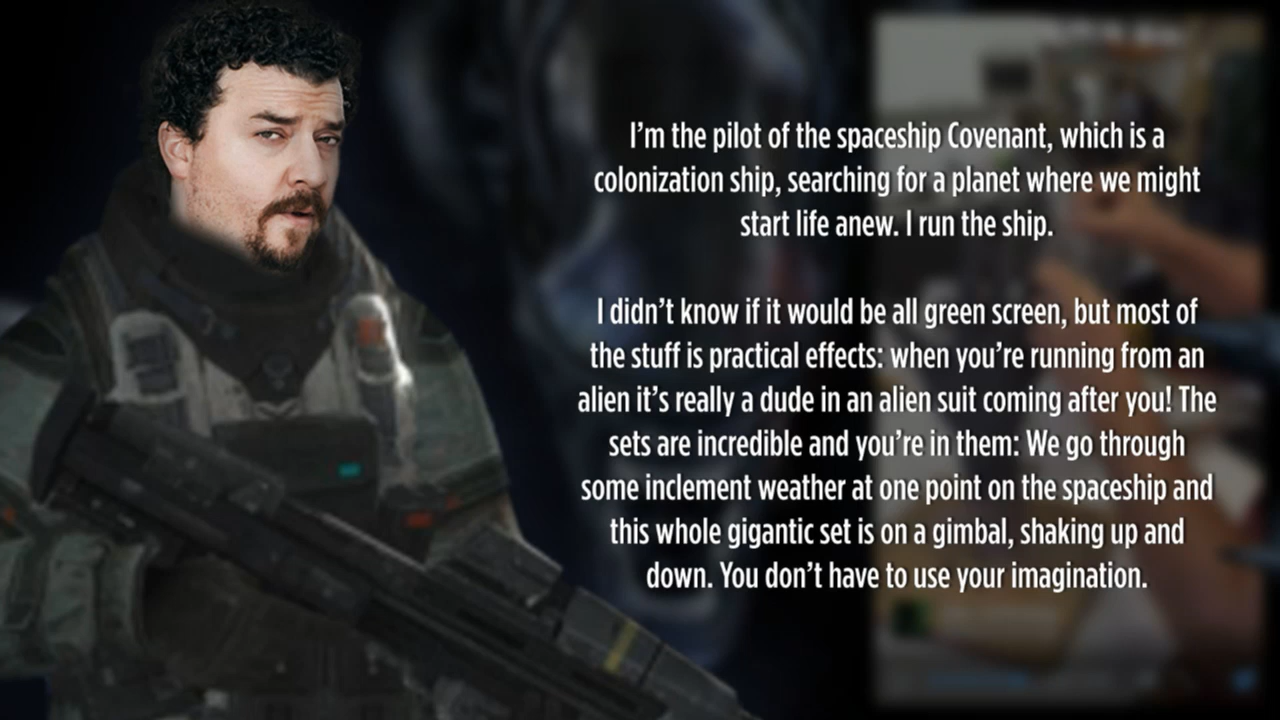 I’m the pilot of the spaceship Covenant, which is a
colonization ship, searching for a planet where we might
start life anew. I run the ship.
I didn’t know if it would be all green screen, but most of
the stuff is practical effects: when you’re running from an
alien it’s really a dude in an alien suit coming after you! The
sets are incredible and you’re in them: We go through
some inclement weather at one point on the spaceship and
this whole gigantic set is on a gimbal, shaking up and
down. You don’t have to use your imagination.